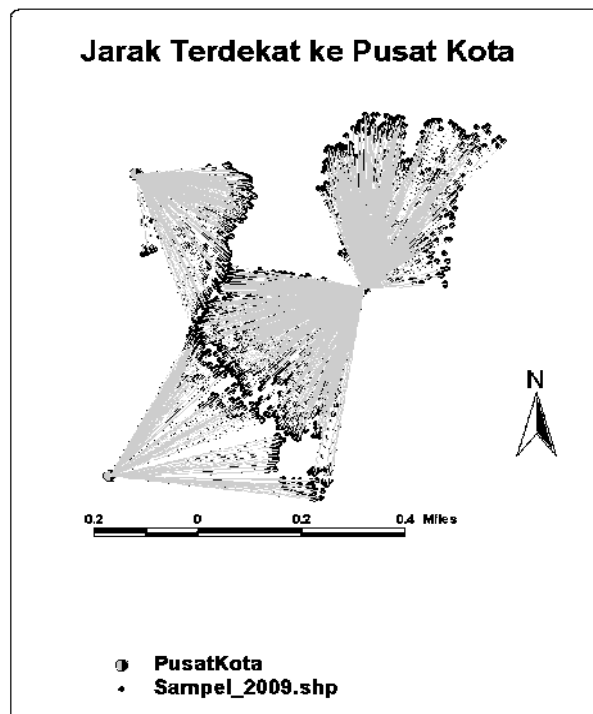 Jarak Terdekat ke Pusat Kota
N
0.2 0 0.2 0.4 Miles
PusatKota
Sampel_2009.shp